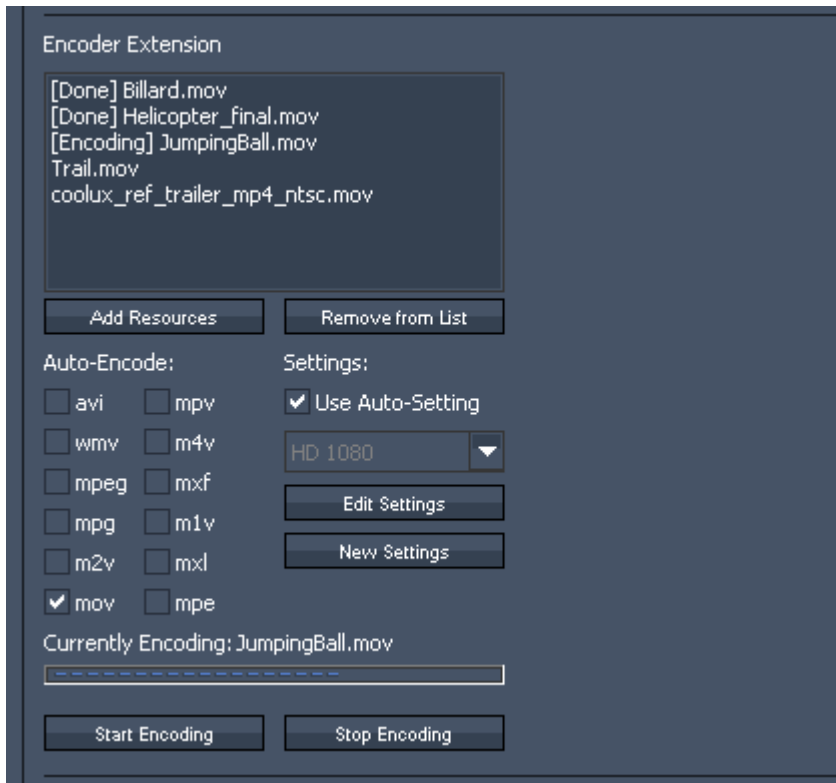 Encoder Extension
[Done] Billard.mov
[Done] Helicopter_final.mov
[Encoding] JumpingBall.mov
Trail.mov
coolux_ref_trailer_mp4_ntsc.mov
Add Resources Remove from List
Auto-Encode: Settings:
avi mpv Use Auto-Setting
wmv m4v HD 1080
mpeg mxf Edit Settings
mpg m1v New Settings
m2v mxl
mov mpe
Currently Encoding: JumpingBall.mov
Start Encoding Stop Encoding